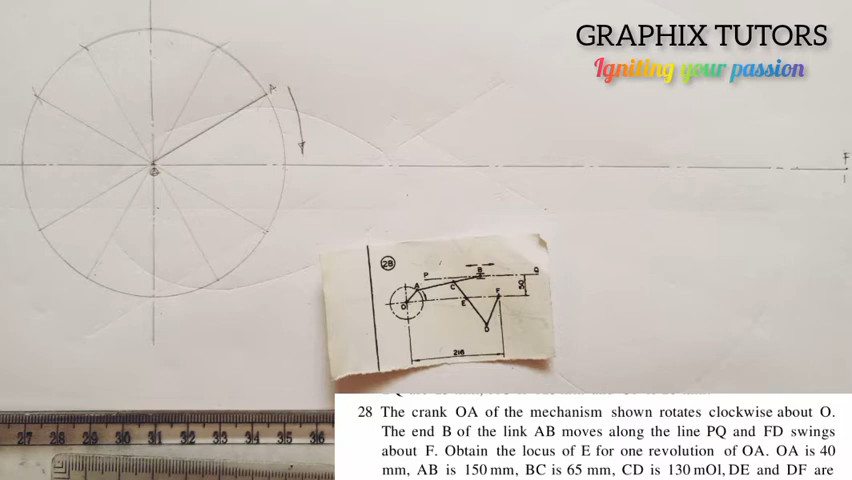 GRAPHIX TUTORS
Igniting your passion
A
O
F
28
P
B
Q
A
C
50
O
E
F
D
216
27 28 29 30 31 32 33 34 35 36
28 The crank OA of the mechanism shown rotates clockwise about O.
The end B of the link AB moves along the line PQ and FD swings
about F. Obtain the locus of E for one revolution of OA. OA is 40
mm, AB is 150 mm, BC is 65 mm, CD is 130 mOl, DE and DF are